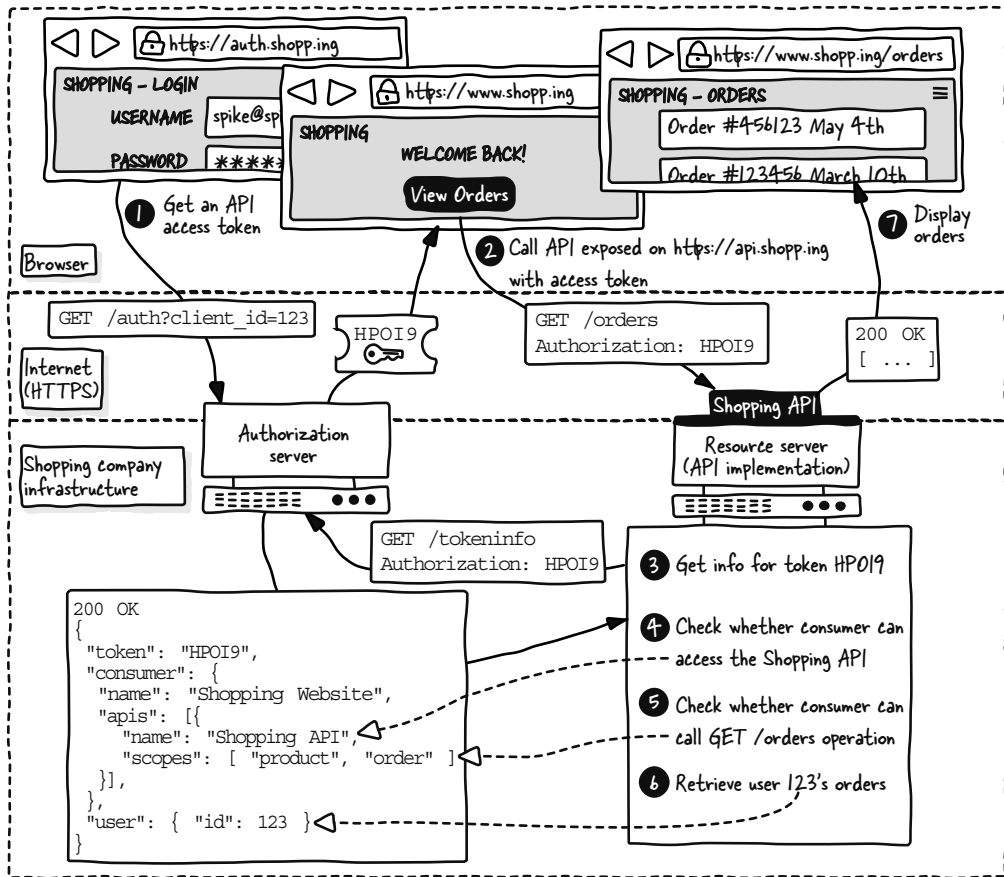 https://auth.shopp.ing
SHOPPING – LOGIN
USERNAME
spike@sp
PASSWORD
*****
https://www.shopp.ing
SHOPPING
WELCOME BACK!
View Orders
https://www.shopp.ing/orders
SHOPPING – ORDERS
Order #456123 May 4th
Order #123456 March 10th
1 Get an API
access token
2 Call API exposed on https://api.shopp.ing
with access token
7 Display
orders
Browser
GET /auth?client_id=123
HPOI9
GET /orders
Authorization: HPOI9
200 OK
[ ... ]
Internet
(HTTPS)
Shopping API
Authorization
server
Resource server
(API implementation)
Shopping company
infrastructure
GET /tokeninfo
Authorization: HPOI9
3 Get info for token HPOI9
4 Check whether consumer can
access the Shopping API
5 Check whether consumer can
call GET /orders operation
6 Retrieve user 123's orders
200 OK
{
"token": "HPOI9",
"consumer": {
"name": "Shopping Website",
"apis": [{
"name": "Shopping API",
"scopes": [ "product", "order" ]
}],
},
"user": { "id": 123 }
}